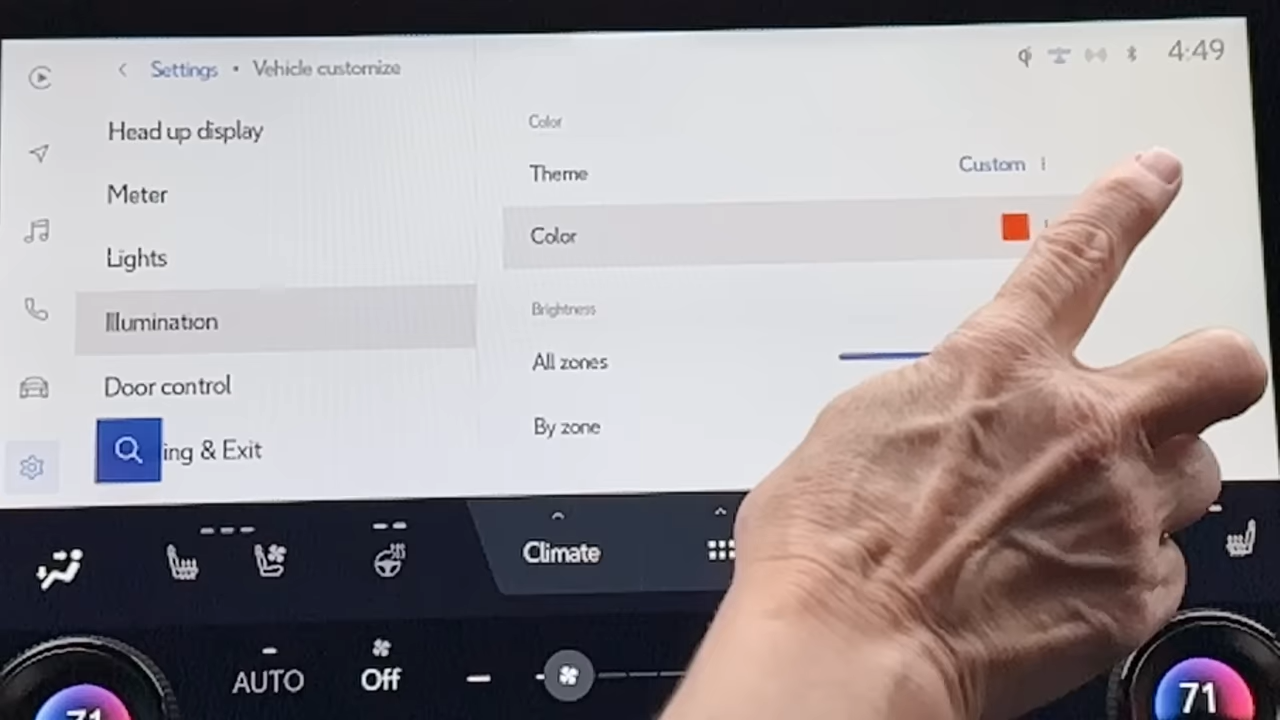 Settings • Vehicle customize
4:49
Head up display
Meter
Lights
Illumination
Door control
ing & Exit
Color
Theme
Custom
Color
Brightness
All zones
By zone
Climate
AUTO
Off
71
71